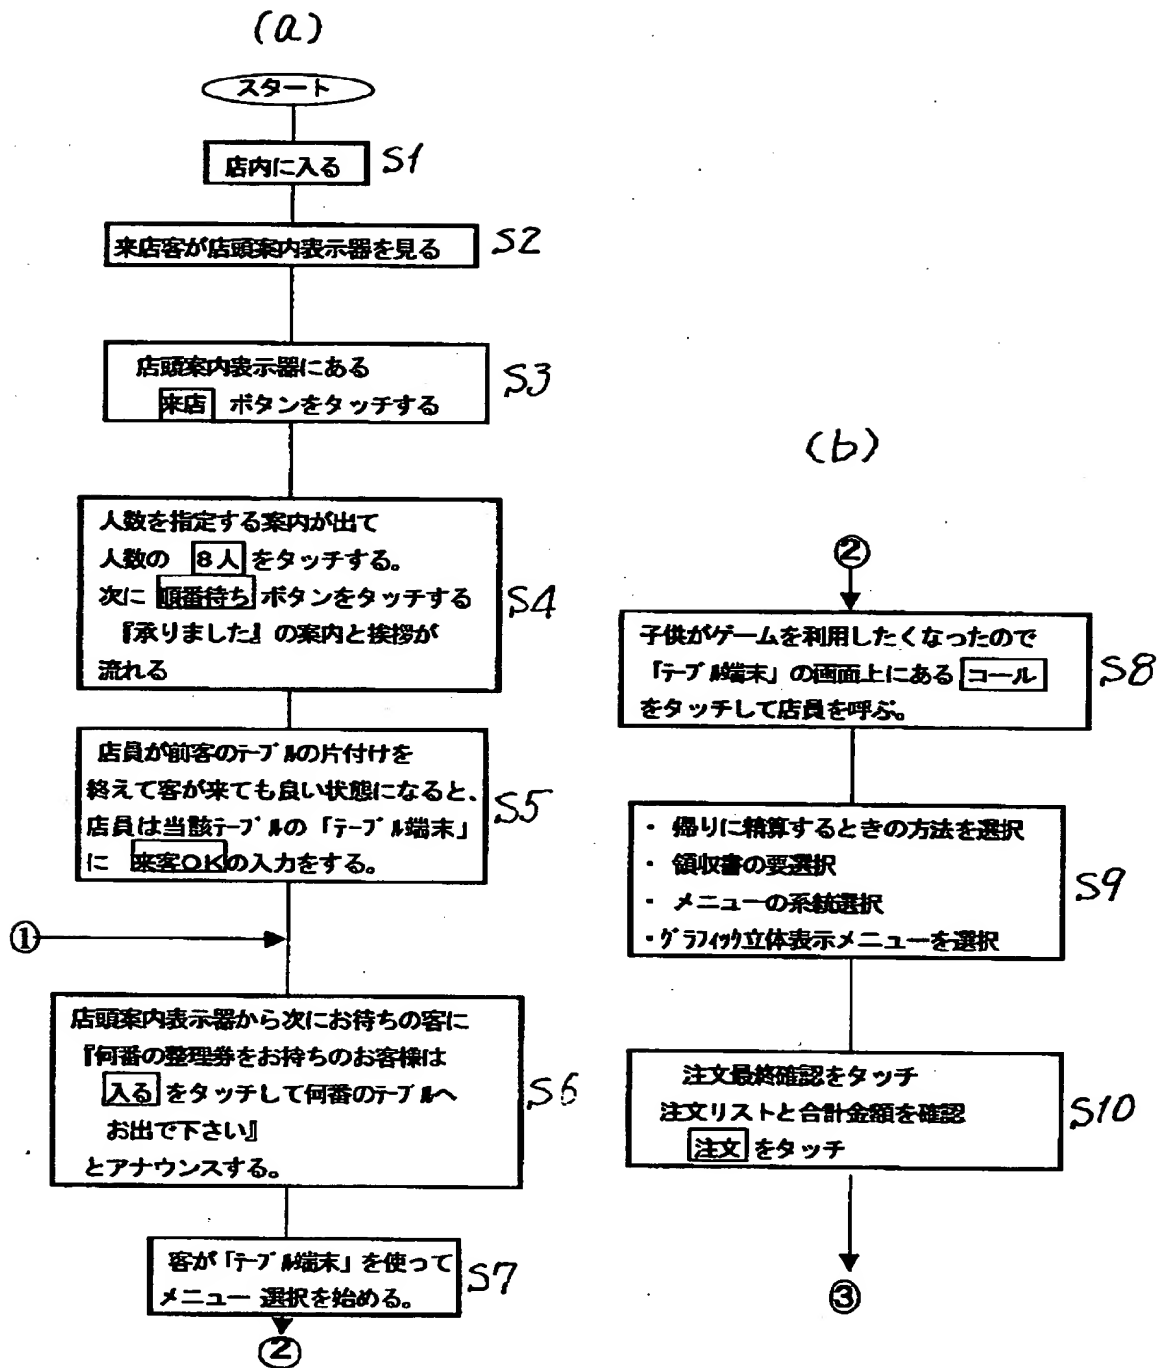 (a)
スタート
店内に入る
S1
来店客が店頭案内表示器を見る
S2
店頭案内表示器にある
来店 ボタンをタッチする
S3
人数を指定する案内が出て
人数の 8人 をタッチする。
次に 順番待ち ボタンをタッチする
『承りました』の案内と挨拶が
流れる
S4
店員が前客のﾃｰﾌﾞﾙの片付けを
終えて客が来ても良い状態になると、
店員は当該ﾃｰﾌﾞﾙの「ﾃｰﾌﾞﾙ端末」
に 来客OK の入力をする。
S5
①
店頭案内表示器から次にお待ちの客に
『何番の整理券をお持ちのお客様は
入る をタッチして何番のﾃｰﾌﾞﾙへ
お出で下さい』
とアナウンスする。
S6
客が「ﾃｰﾌﾞﾙ端末」を使って
メニュー 選択を始める。
S7
②
(b)
②
子供がゲームを利用したくなったので
「ﾃｰﾌﾞﾙ端末」の画面上にある コール
をタッチして店員を呼ぶ。
S8
・ 帰りに精算するときの方法を選択
・ 領収書の要選択
・ メニューの系統選択
・ｸﾞﾗﾌｨｯｸ立体表示メニューを選択
S9
注文最終確認をタッチ
注文リストと合計金額を確認
注文 をタッチ
S10
③